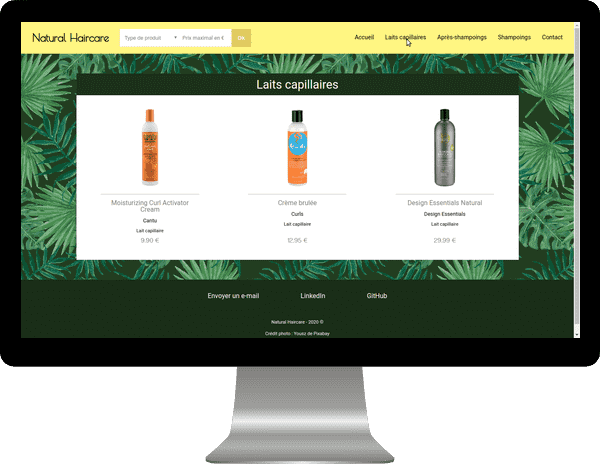 Natural Haircare
Type de produit
Prix maximal en €
OK
Accueil
Laits capillaires
Après-shampoings
Shampoings
Contact
Laits capillaires
Moisturizing Curl Activator
Cream
Cantu
Lait capillaire
9.90 €
Crème brulée
Curls
Lait capillaire
12.95 €
Design Essentials Natural
Design Essentials
Lait capillaire
29.99 €
Envoyer un e-mail
LinkedIn
GitHub
Natural Haircare - 2020 ©
Crédit photo : Youaz de Pixabay